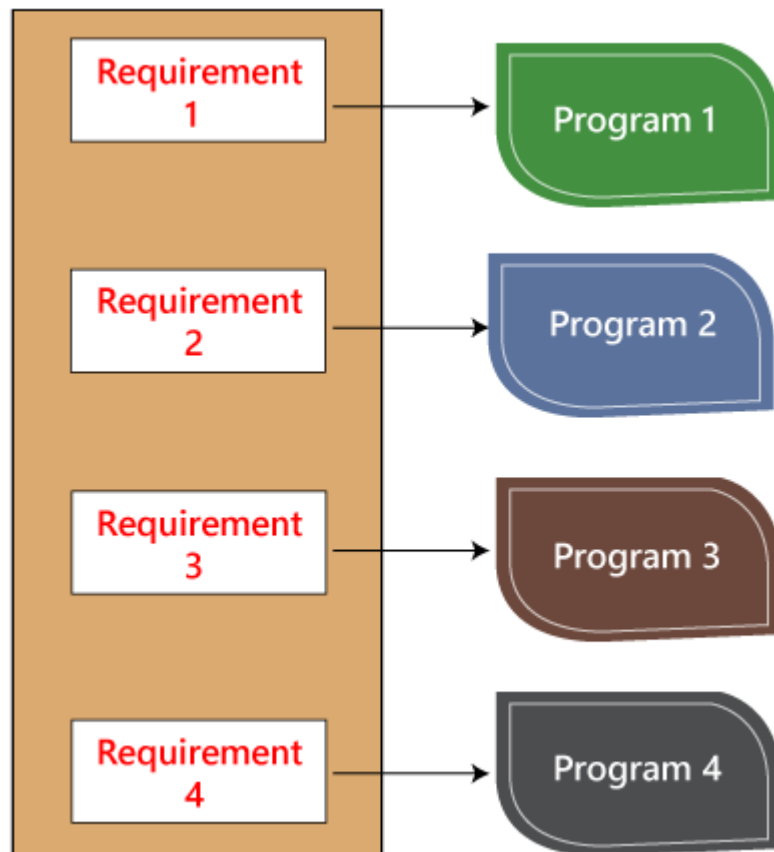 Requirement
1
Program 1
Requirement
2
Program 2
Requirement
3
Program 3
Requirement
4
Program 4